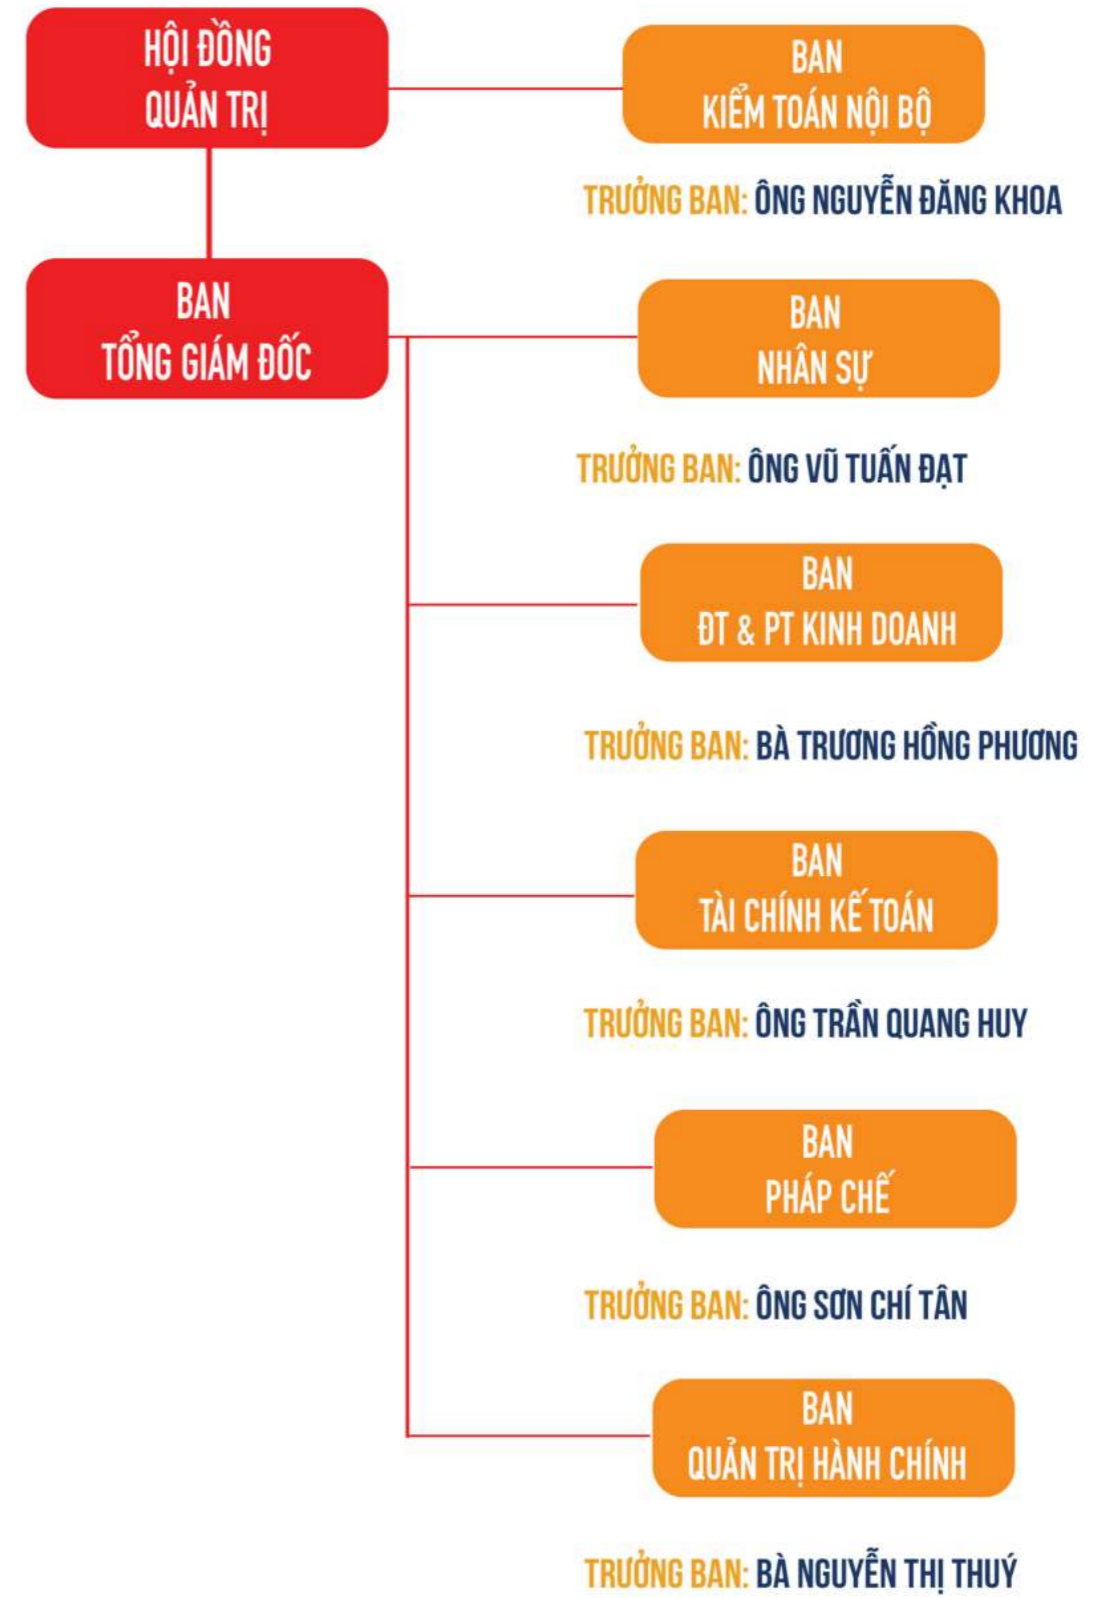 HỘI ĐỒNG
QUẢN TRỊ
BAN
KIỂM TOÁN NỘI BỘ
TRƯỞNG BAN: ÔNG NGUYỄN ĐĂNG KHOA
BAN
TỔNG GIÁM ĐỐC
BAN
NHÂN SỰ
TRƯỞNG BAN: ÔNG VŨ TUẤN ĐẠT
BAN
ĐT & PT KINH DOANH
TRƯỞNG BAN: BÀ TRƯƠNG HỒNG PHƯƠNG
BAN
TÀI CHÍNH KẾ TOÁN
TRƯỞNG BAN: ÔNG TRẦN QUANG HUY
BAN
PHÁP CHẾ
TRƯỞNG BAN: ÔNG SƠN CHÍ TÂN
BAN
QUẢN TRỊ HÀNH CHÍNH
TRƯỞNG BAN: BÀ NGUYỄN THỊ THUÝ